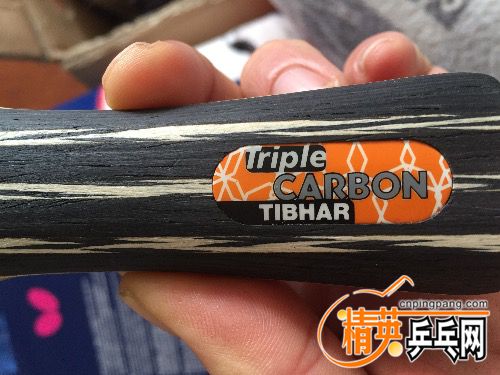 Triple
CARBON
TIBHAR
cnpingpang.com
精英乒乓网